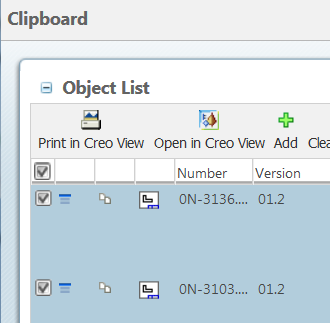 Clipboard
Object List
Print in Creo View Open in Creo View Add Clea
Number Version
0N-3136.... 01.2
0N-3103.... 01.2